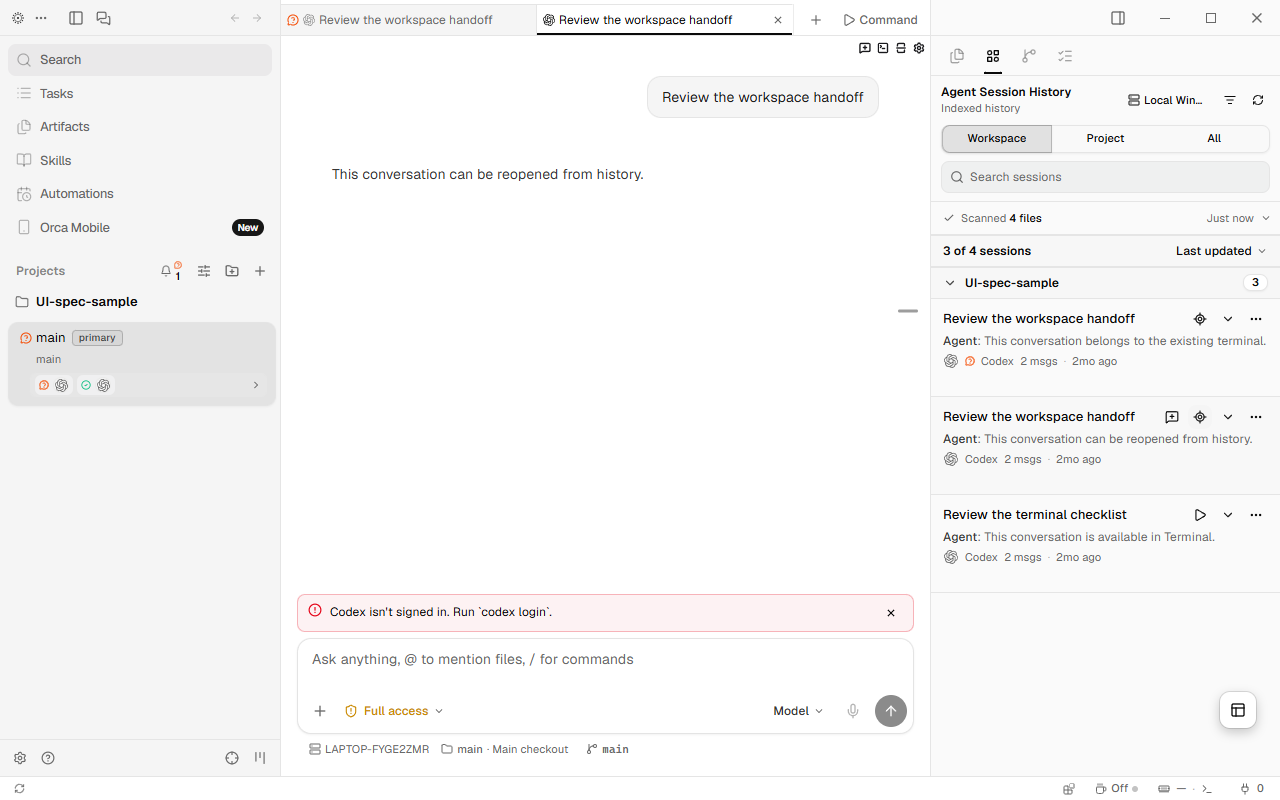 Review the workspace handoff
Review the workspace handoff
Command
Search
Tasks
Artifacts
Skills
Automations
Orca Mobile
New
Projects
1
UI-spec-sample
main
primary
main
Review the workspace handoff
This conversation can be reopened from history.
Codex isn't signed in. Run `codex login`.
Ask anything, @ to mention files, / for commands
Full access
Model
LAPTOP-FYGE2ZMR
main · Main checkout
main
Agent Session History
Indexed history
Local Win...
Workspace
Project
All
Search sessions
Scanned 4 files
Just now
3 of 4 sessions
Last updated
UI-spec-sample
3
Review the workspace handoff
Agent: This conversation belongs to the existing terminal.
Codex 2 msgs · 2mo ago
Review the workspace handoff
Agent: This conversation can be reopened from history.
Codex 2 msgs · 2mo ago
Review the terminal checklist
Agent: This conversation is available in Terminal.
Codex 2 msgs · 2mo ago
Off
— ·
0